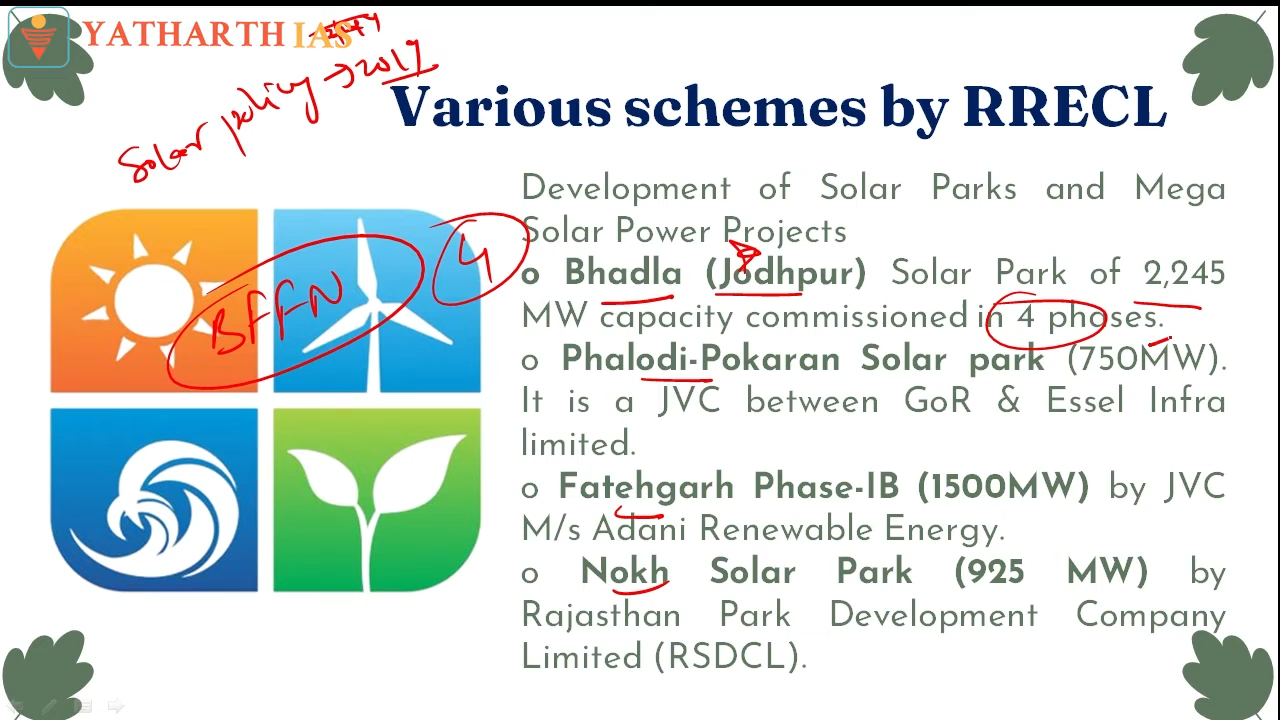 YATHARTH IAS
Solar policy → 2019
Various schemes by RRECL
Development of Solar Parks and Mega
Solar Power Projects
o Bhadla (Jodhpur) Solar Park of 2,245
MW capacity commissioned in 4 phases.
o Phalodi-Pokaran Solar park (750MW).
It is a JVC between GoR & Essel Infra
limited.
o Fatehgarh Phase-IB (1500MW) by JVC
M/s Adani Renewable Energy.
o Nokh Solar Park (925 MW) by
Rajasthan Park Development Company
Limited (RSDCL).
BFFN
4